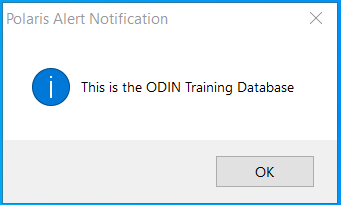 Polaris Alert Notification
This is the ODIN Training Database
OK